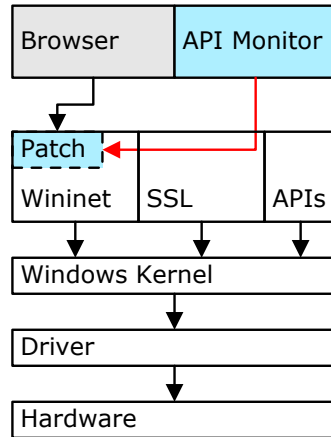 Browser
API Monitor
Patch
Wininet
SSL
APIs
Windows Kernel
Driver
Hardware